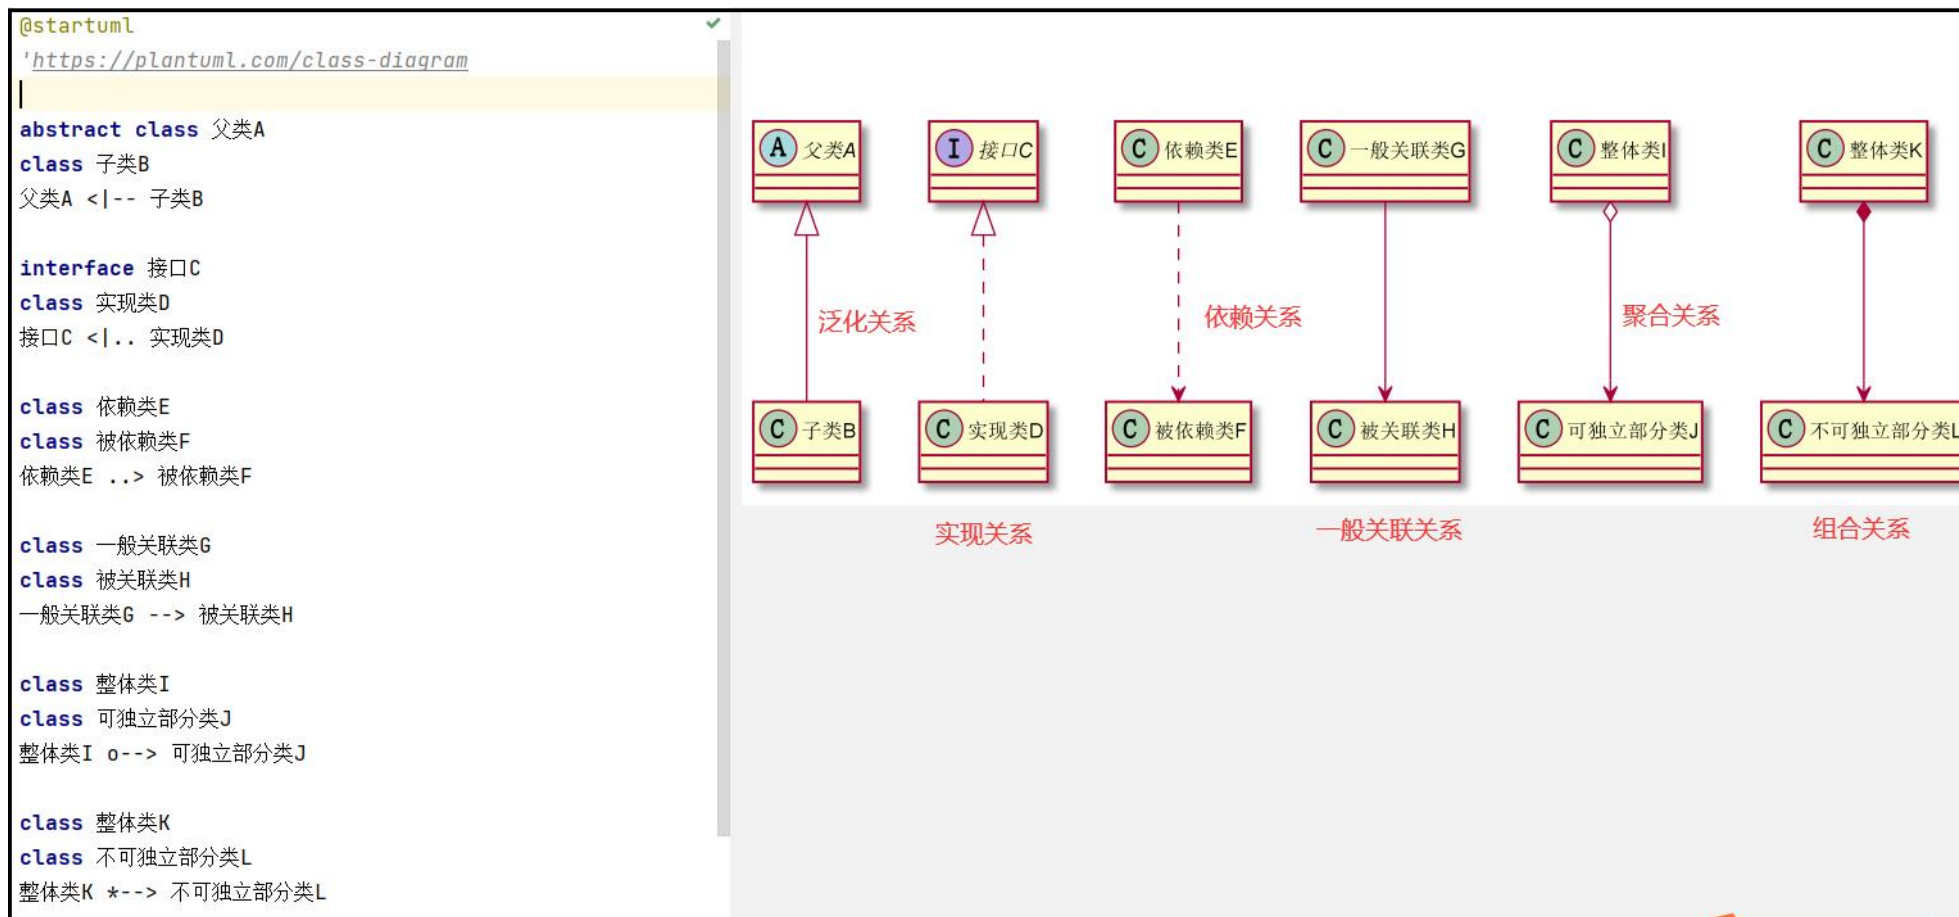 @startuml
'https://plantuml.com/class-diagram
abstract class 父类A
class 子类B
父类A <|-- 子类B
interface 接口C
class 实现类D
接口C <|.. 实现类D
class 依赖类E
class 被依赖类F
依赖类E ..> 被依赖类F
class 一般关联类G
class 被关联类H
一般关联类G --> 被关联类H
class 整体类I
class 可独立部分类J
整体类I o--> 可独立部分类J
class 整体类K
class 不可独立部分类L
整体类K *--> 不可独立部分类L
A 父类A
I 接口C
C 依赖类E
C 一般关联类G
C 整体类I
C 整体类K
泛化关系
依赖关系
聚合关系
C 子类B
C 实现类D
C 被依赖类F
C 被关联类H
C 可独立部分类J
C 不可独立部分类L
实现关系
一般关联关系
组合关系